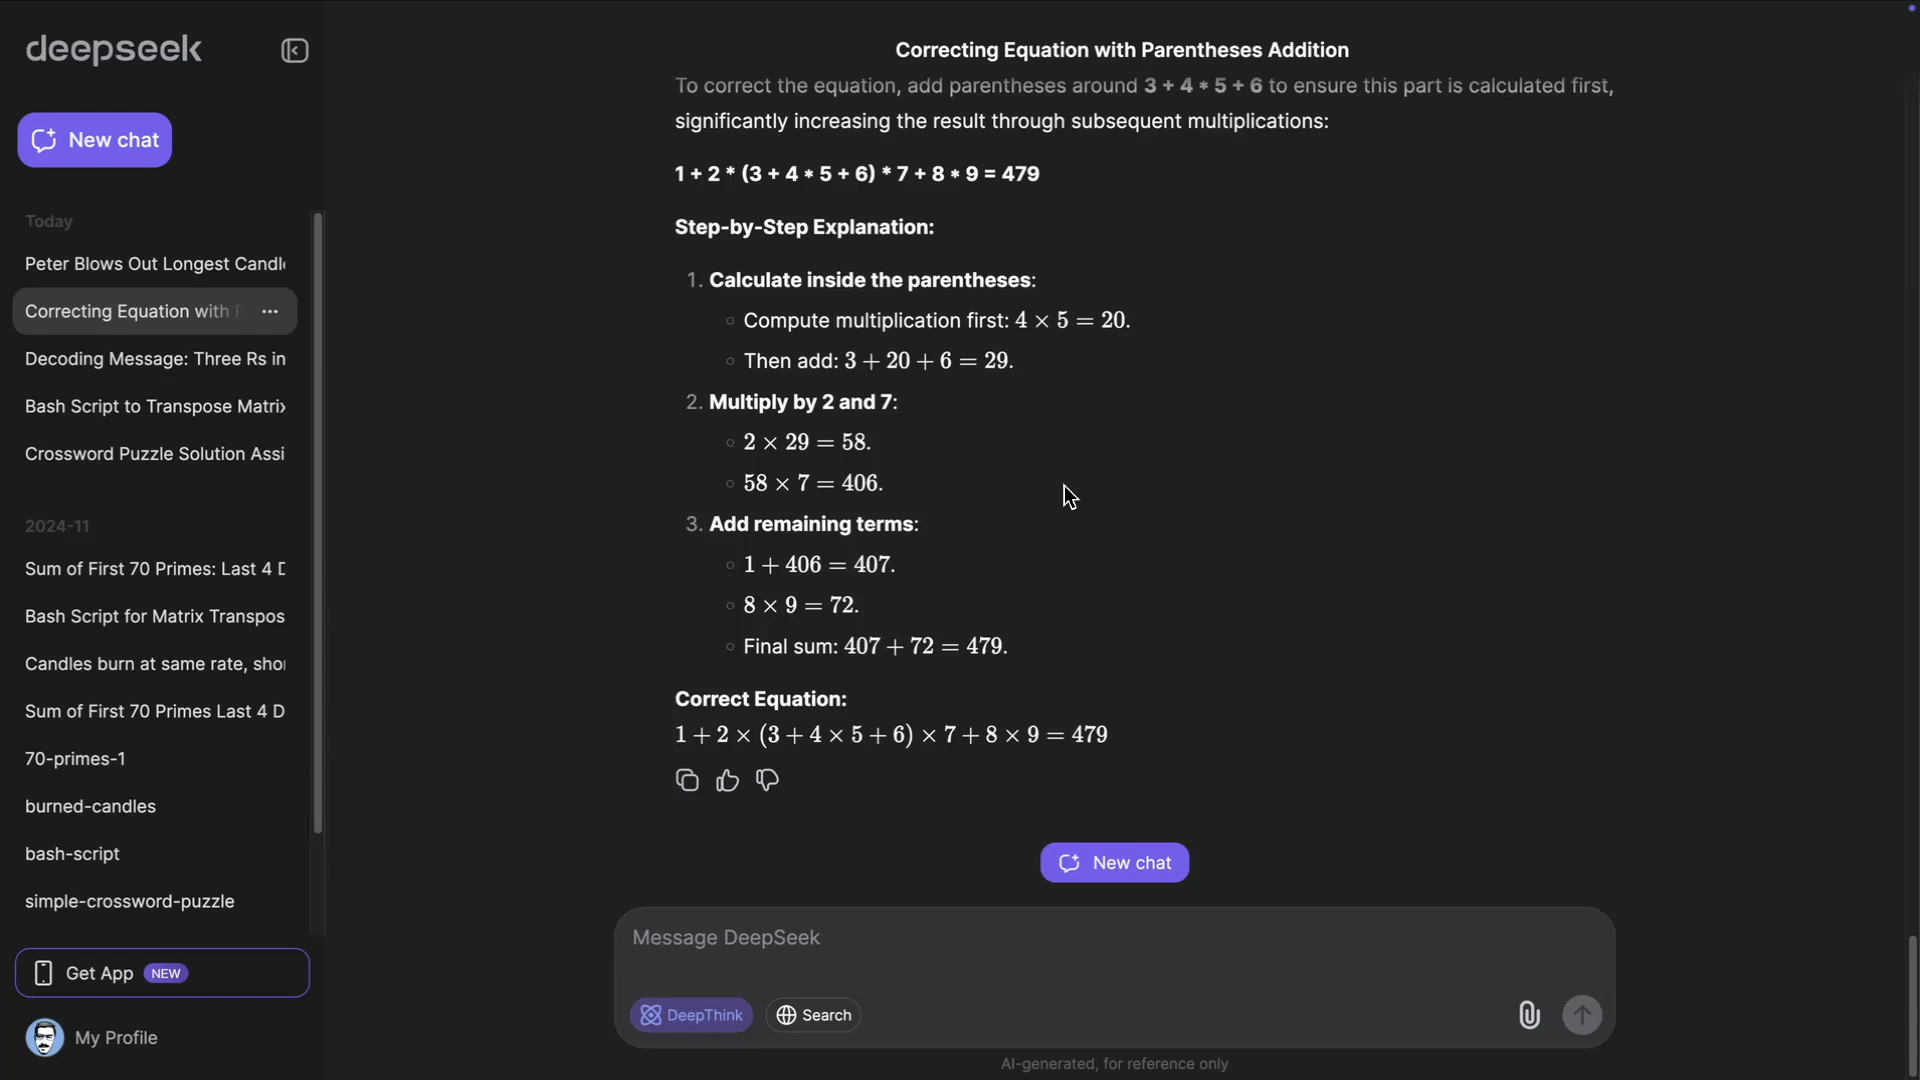 deepseek
New chat
Today
Peter Blows Out Longest Candl
Correcting Equation with
Decoding Message: Three Rs in
Bash Script to Transpose Matrix
Crossword Puzzle Solution Assi
2024-11
Sum of First 70 Primes: Last 4 D
Bash Script for Matrix Transpos
Candles burn at same rate, shor
Sum of First 70 Primes Last 4 D
70-primes-1
burned-candles
bash-script
simple-crossword-puzzle
Get App NEW
My Profile
Correcting Equation with Parentheses Addition
To correct the equation, add parentheses around 3 + 4 * 5 + 6 to ensure this part is calculated first,
significantly increasing the result through subsequent multiplications:
1 + 2 * (3 + 4 * 5 + 6) * 7 + 8 * 9 = 479
Step-by-Step Explanation:
1. Calculate inside the parentheses:
◦ Compute multiplication first: 4 × 5 = 20.
◦ Then add: 3 + 20 + 6 = 29.
2. Multiply by 2 and 7:
◦ 2 × 29 = 58.
◦ 58 × 7 = 406.
3. Add remaining terms:
◦ 1 + 406 = 407.
◦ 8 × 9 = 72.
◦ Final sum: 407 + 72 = 479.
Correct Equation:
1 + 2 × (3 + 4 × 5 + 6) × 7 + 8 × 9 = 479
New chat
Message DeepSeek
DeepThink
Search
AI-generated, for reference only